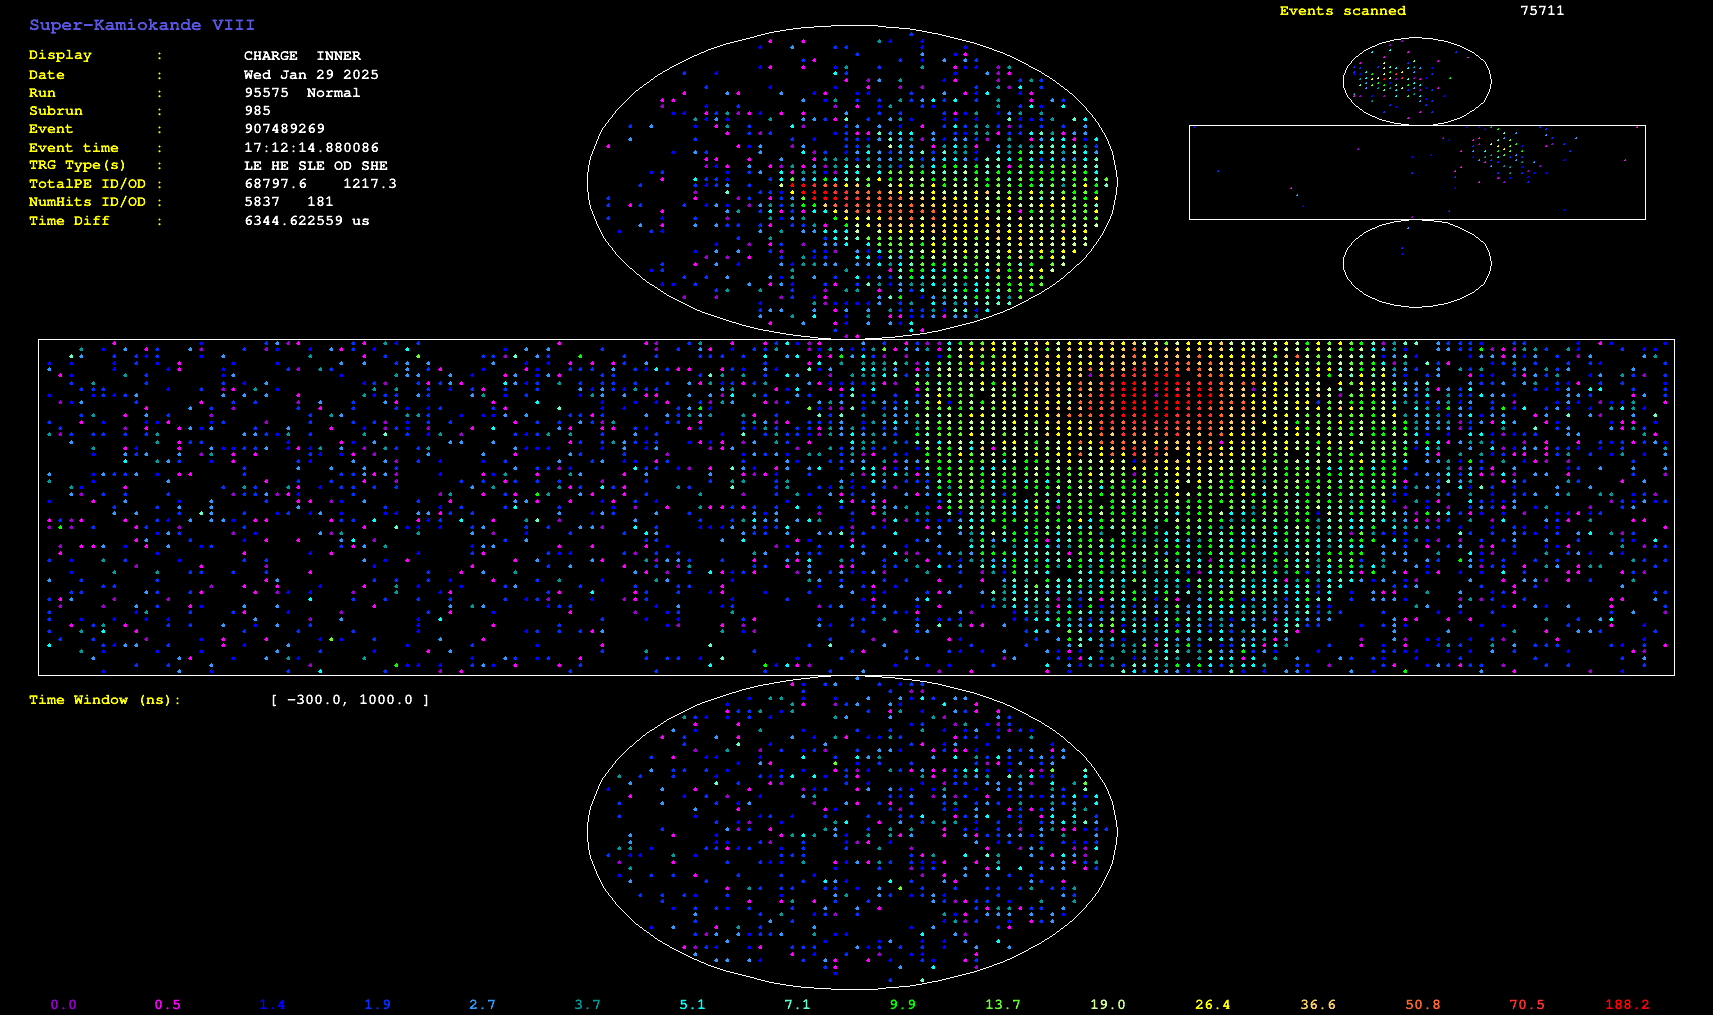 Super-Kamiokande VIII
Display : CHARGE INNER
Date : Wed Jan 29 2025
Run : 95575 Normal
Subrun : 985
Event : 907489269
Event time : 17:12:14.880086
TRG Type(s) : LE HE SLE OD SHE
TotalPE ID/OD : 68797.6 1217.3
NumHits ID/OD : 5837 181
Time Diff : 6344.622559 us
Events scanned 75711
Time Window (ns): [ -300.0, 1000.0 ]
0.0 0.5 1.4 1.9 2.7 3.7 5.1 7.1 9.9 13.7 19.0 26.4 36.6 50.8 70.5 188.2